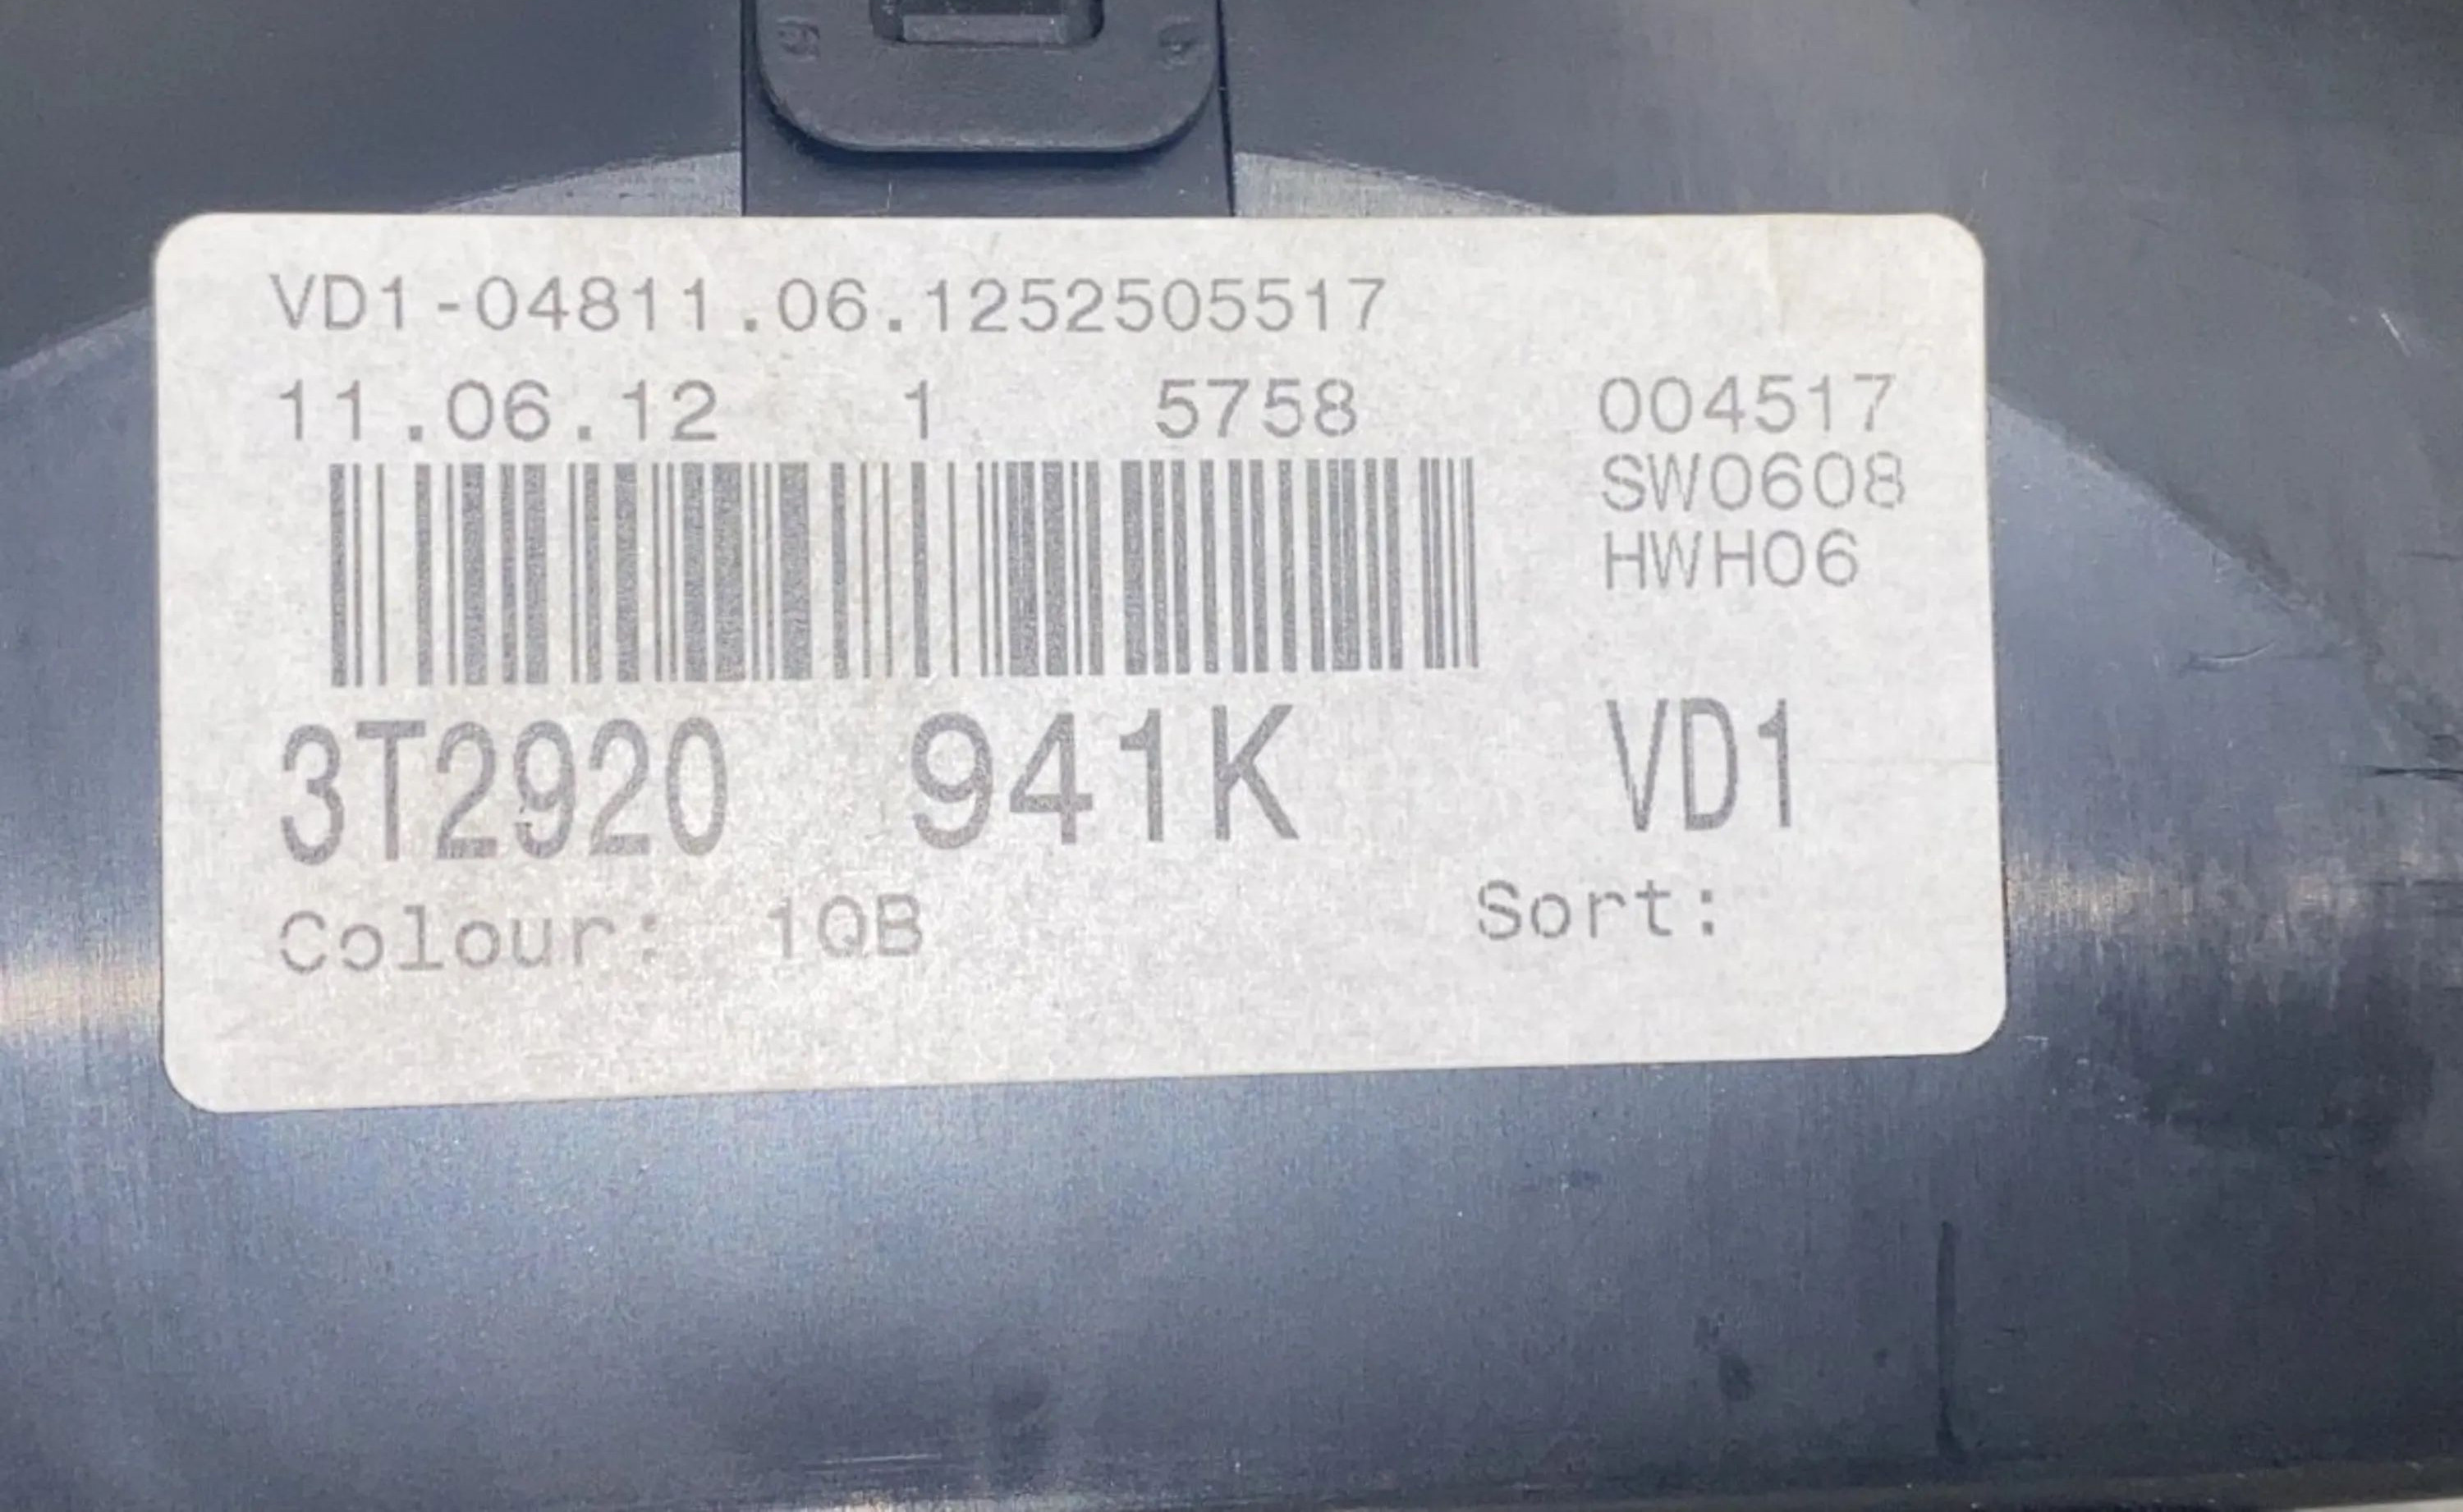 VD1-04811.06.1252505517
11.06.12 1 5758 004517
SW0608
HWH06
3T2920 941K VD1
Colour: 1QB Sort: